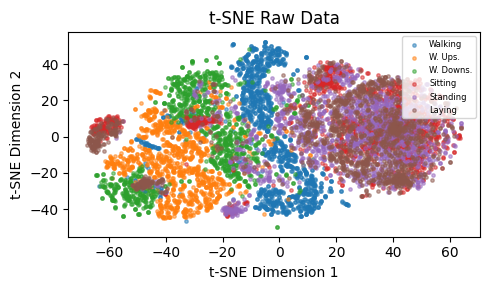 t-SNE Raw Data
Walking
W. Ups.
W. Downs.
Sitting
Standing
Laying
t-SNE Dimension 2
40
20
0
−20
−40
−60
−40
−20
0
20
40
60
t-SNE Dimension 1